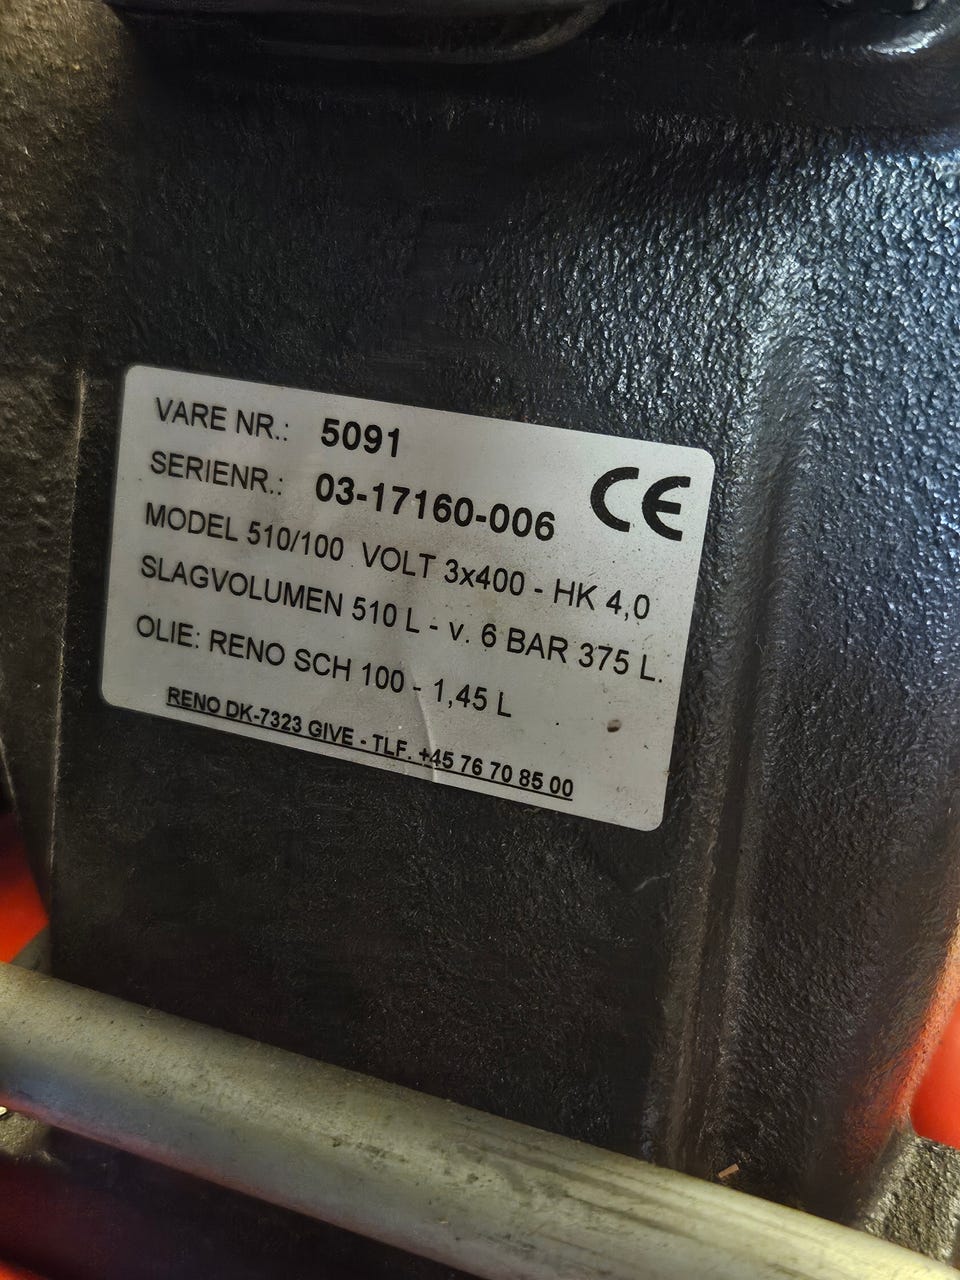 VARE NR.: 5091
SERIENR.: 03-17160-006
CE
MODEL 510/100 VOLT 3x400 - HK 4,0
SLAGVOLUMEN 510 L - v. 6 BAR 375 L.
OLIE: RENO SCH 100 - 1,45 L
RENO DK-7323 GIVE - TLF. +45 76 70 85 00